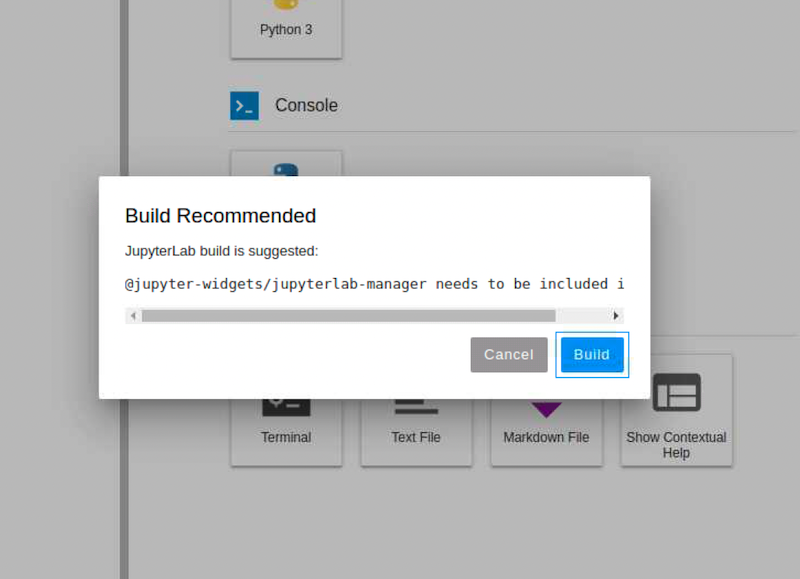 Python 3
Console
Build Recommended
JupyterLab build is suggested:
@jupyter-widgets/jupyterlab-manager needs to be included i
Cancel
Build
Terminal
Text File
Markdown File
Show Contextual
Help